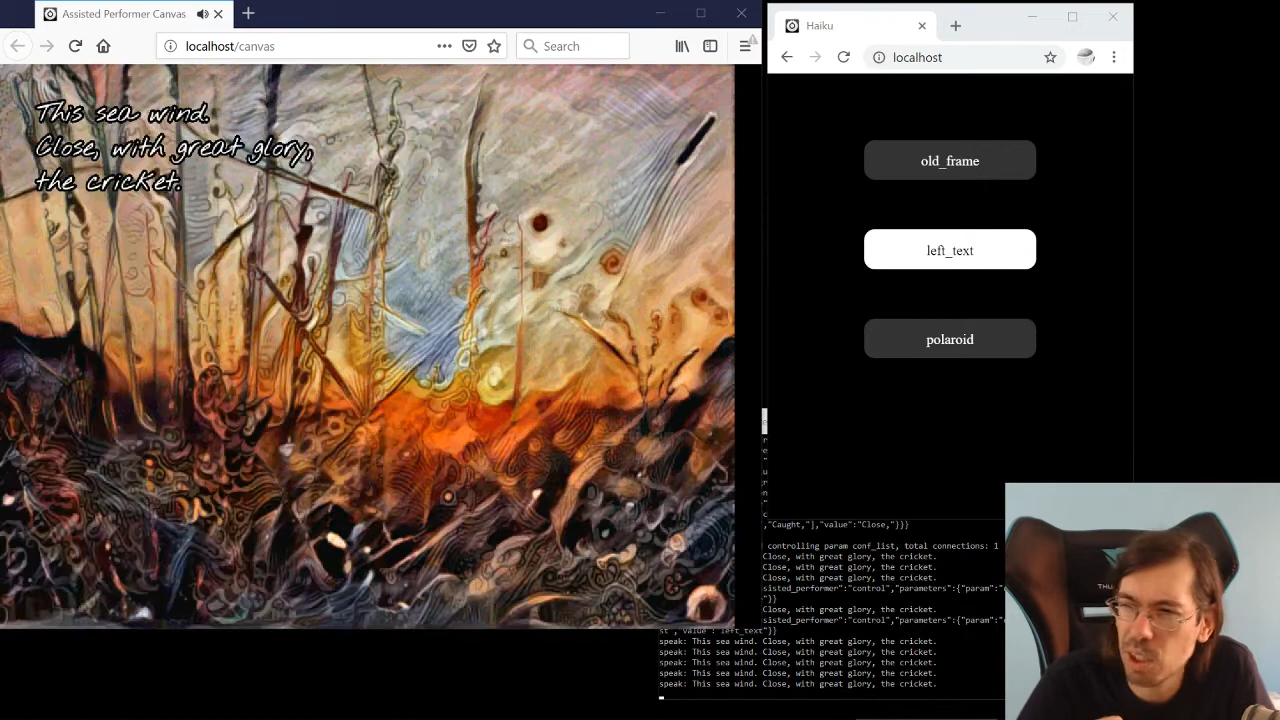 Assisted Performer Canvas
localhost/canvas
Search
This sea wind.
Close, with great glory,
the cricket.
Haiku
localhost
old_frame
left_text
polaroid
,"Caught,"],"value":"Close,"}}}
controlling param conf_list, total connections: 1
Close, with great glory, the cricket.
Close, with great glory, the cricket.
Close, with great glory, the cricket.
sisted_performer":"control","parameters":{"param":"
"}}
Close, with great glory, the cricket.
sisted_performer":"control","parameters":{"param":"
st","value":"left_text"}}
speak: This sea wind. Close, with great glory, the cricket.
speak: This sea wind. Close, with great glory, the cricket.
speak: This sea wind. Close, with great glory, the cricket.
speak: This sea wind. Close, with great glory, the cricket.
speak: This sea wind. Close, with great glory, the cricket.